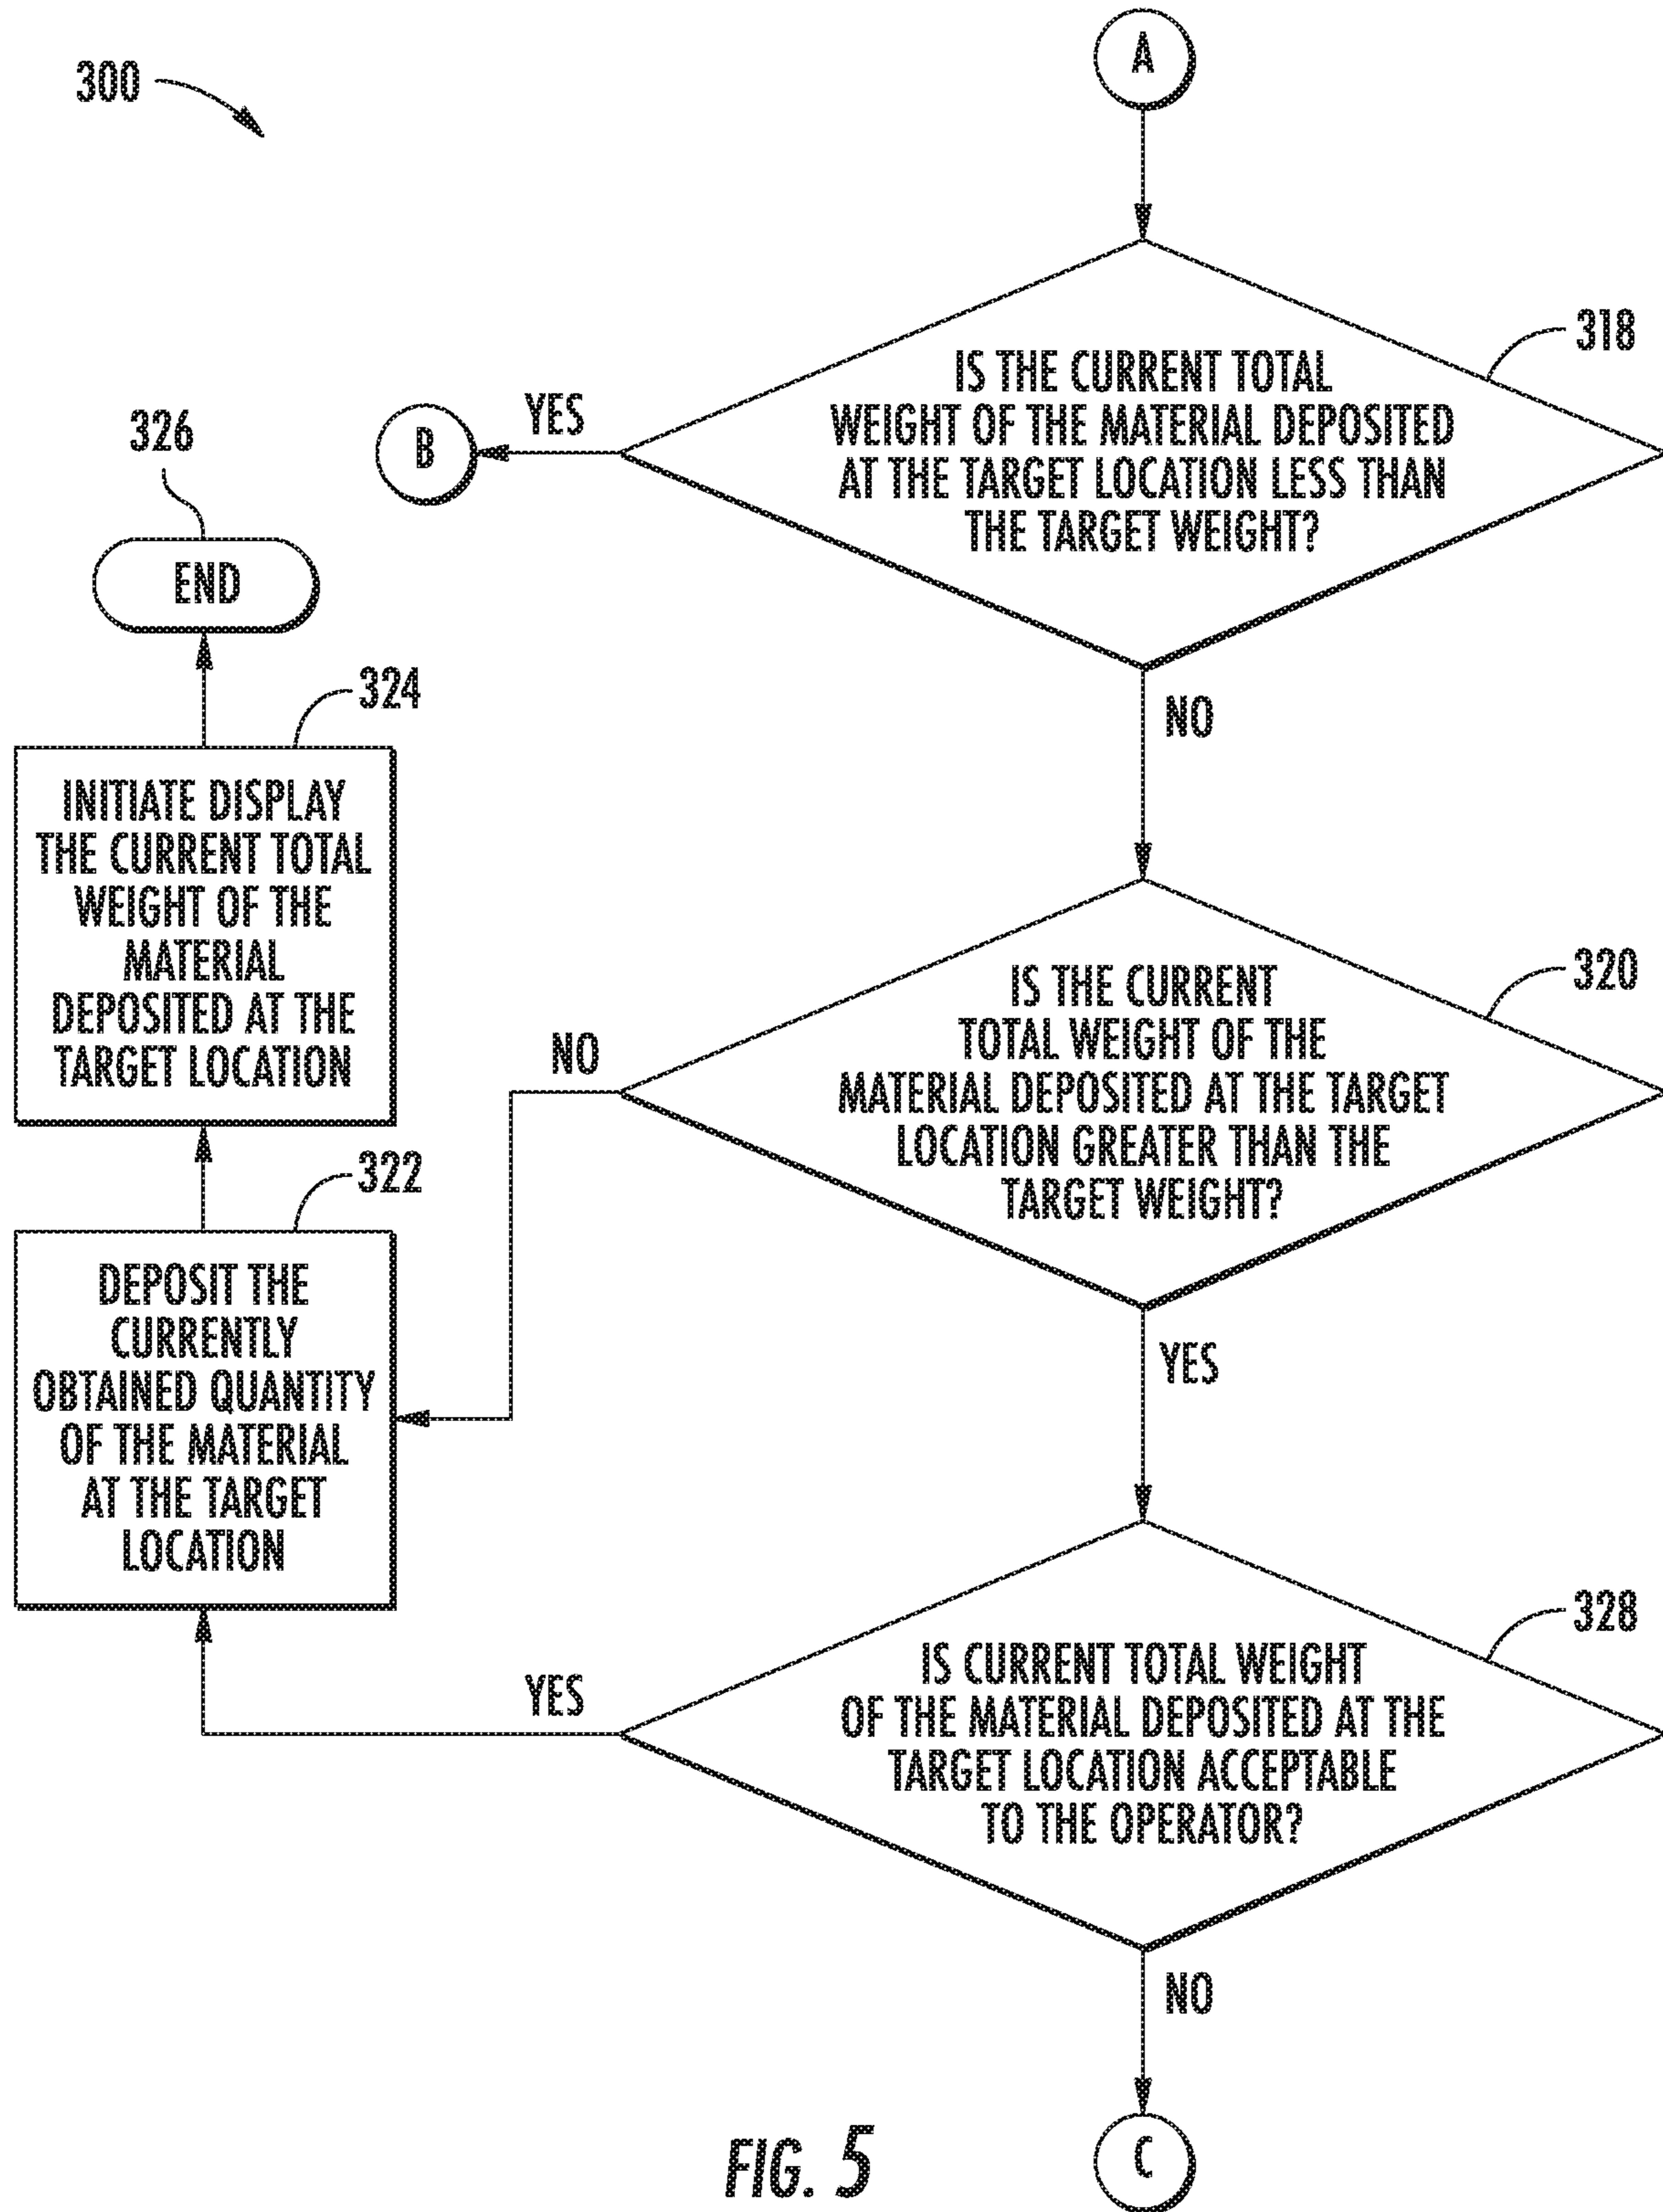 300
A
318
IS THE CURRENT TOTAL
WEIGHT OF THE MATERIAL DEPOSITED
AT THE TARGET LOCATION LESS THAN
THE TARGET WEIGHT?
YES
B
326
END
NO
324
INITIATE DISPLAY
THE CURRENT TOTAL
WEIGHT OF THE
MATERIAL
DEPOSITED AT THE
TARGET LOCATION
320
IS THE CURRENT
TOTAL WEIGHT OF THE
MATERIAL DEPOSITED AT THE TARGET
LOCATION GREATER THAN THE
TARGET WEIGHT?
NO
322
DEPOSIT THE
CURRENTLY
OBTAINED QUANTITY
OF THE MATERIAL
AT THE TARGET
LOCATION
YES
328
IS CURRENT TOTAL WEIGHT
OF THE MATERIAL DEPOSITED AT THE
TARGET LOCATION ACCEPTABLE
TO THE OPERATOR?
YES
NO
C
FIG. 5